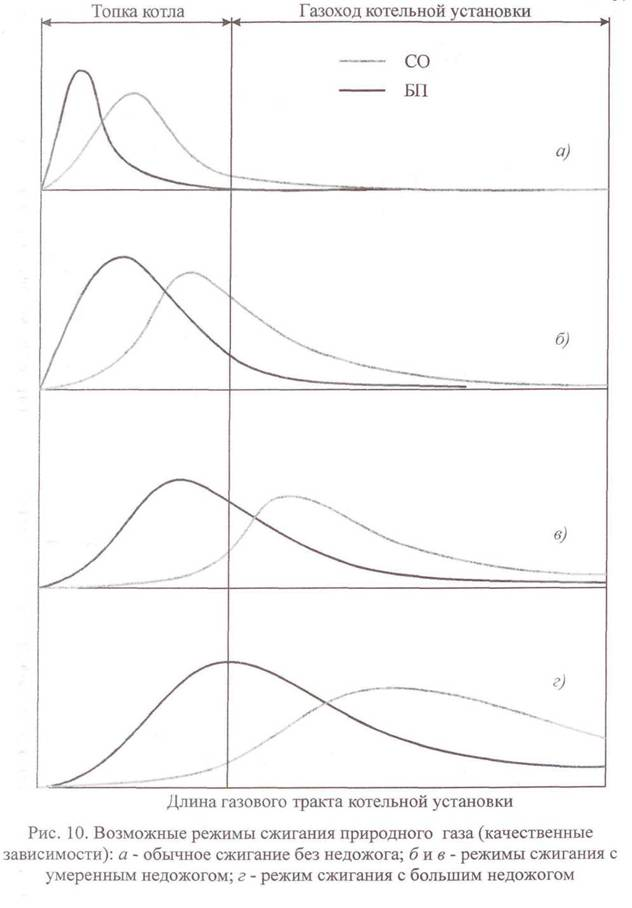 Топка котла
Газоход котельной установки
СО
БП
а)
б)
в)
г)
Длина газового тракта котельной установки
Рис. 10. Возможные режимы сжигания природного газа (качественные
зависимости): а - обычное сжигание без недожога; б и в - режимы сжигания с
умеренным недожогом; г - режим сжигания с большим недожогом